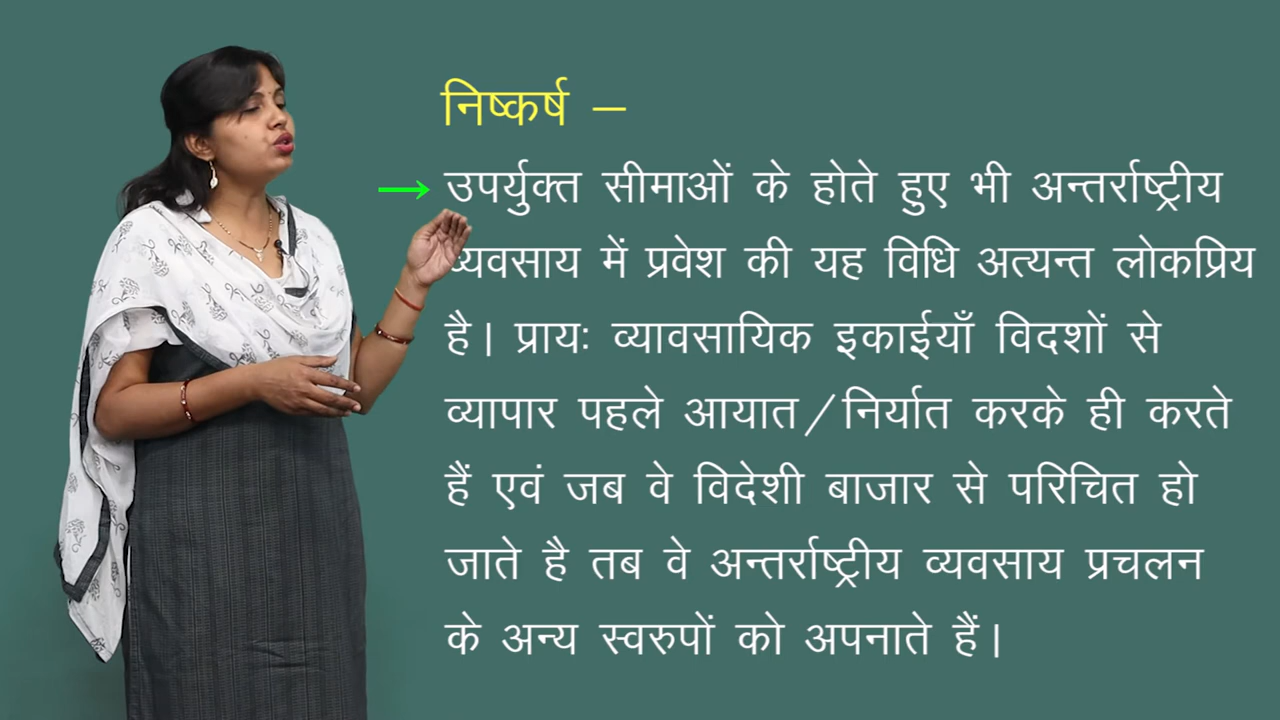 निष्कर्ष –
उपर्युक्त सीमाओं के होते हुए भी अन्तर्राष्ट्रीय
व्यवसाय में प्रवेश की यह विधि अत्यन्त लोकप्रिय
है। प्रायः व्यावसायिक इकाईयाँ विदशों से
व्यापार पहले आयात/निर्यात करके ही करते
हैं एवं जब वे विदेशी बाजार से परिचित हो
जाते है तब वे अन्तर्राष्ट्रीय व्यवसाय प्रचलन
के अन्य स्वरुपों को अपनाते हैं।